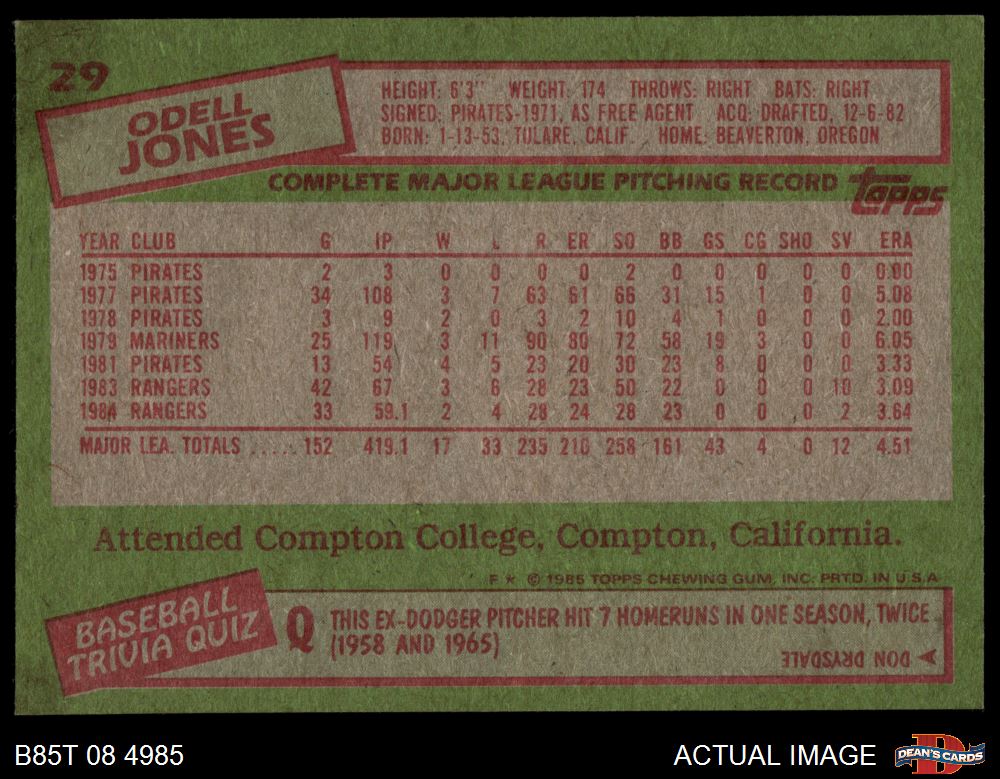 29
ODELL
JONES
HEIGHT: 6'3" WEIGHT: 174 THROWS: RIGHT BATS: RIGHT
SIGNED: PIRATES-1971, AS FREE AGENT ACQ: DRAFTED, 12-6-82
BORN: 1-13-53, TULARE, CALIF. HOME: BEAVERTON, OREGON
COMPLETE MAJOR LEAGUE PITCHING RECORD topps
YEAR CLUB G IP W L R ER SO BB GS CG SHO SV ERA
1975 PIRATES 2 3 0 0 0 0 2 0 0 0 0 0 0.00
1977 PIRATES 34 108 3 7 63 61 66 31 15 1 0 0 5.08
1978 PIRATES 3 9 2 0 3 2 10 4 1 0 0 0 2.00
1979 MARINERS 25 119 3 11 90 80 72 58 19 3 0 0 6.05
1981 PIRATES 13 54 4 5 23 20 30 23 8 0 0 0 3.33
1983 RANGERS 42 67 3 6 28 23 50 22 0 0 0 10 3.09
1984 RANGERS 33 59.1 2 4 28 24 28 23 0 0 0 2 3.64
MAJOR LEA. TOTALS ..... 152 419.1 17 33 235 210 258 161 43 4 0 12 4.51
Attended Compton College, Compton, California.
F * © 1985 TOPPS CHEWING GUM, INC. PRTD. IN U.S.A.
BASEBALL
TRIVIA QUIZ
Q THIS EX-DODGER PITCHER HIT 7 HOMERUNS IN ONE SEASON, TWICE
(1958 AND 1965)
DON DRYSDALE
B85T 08 4985
ACTUAL IMAGE
D
DEAN'S CARDS